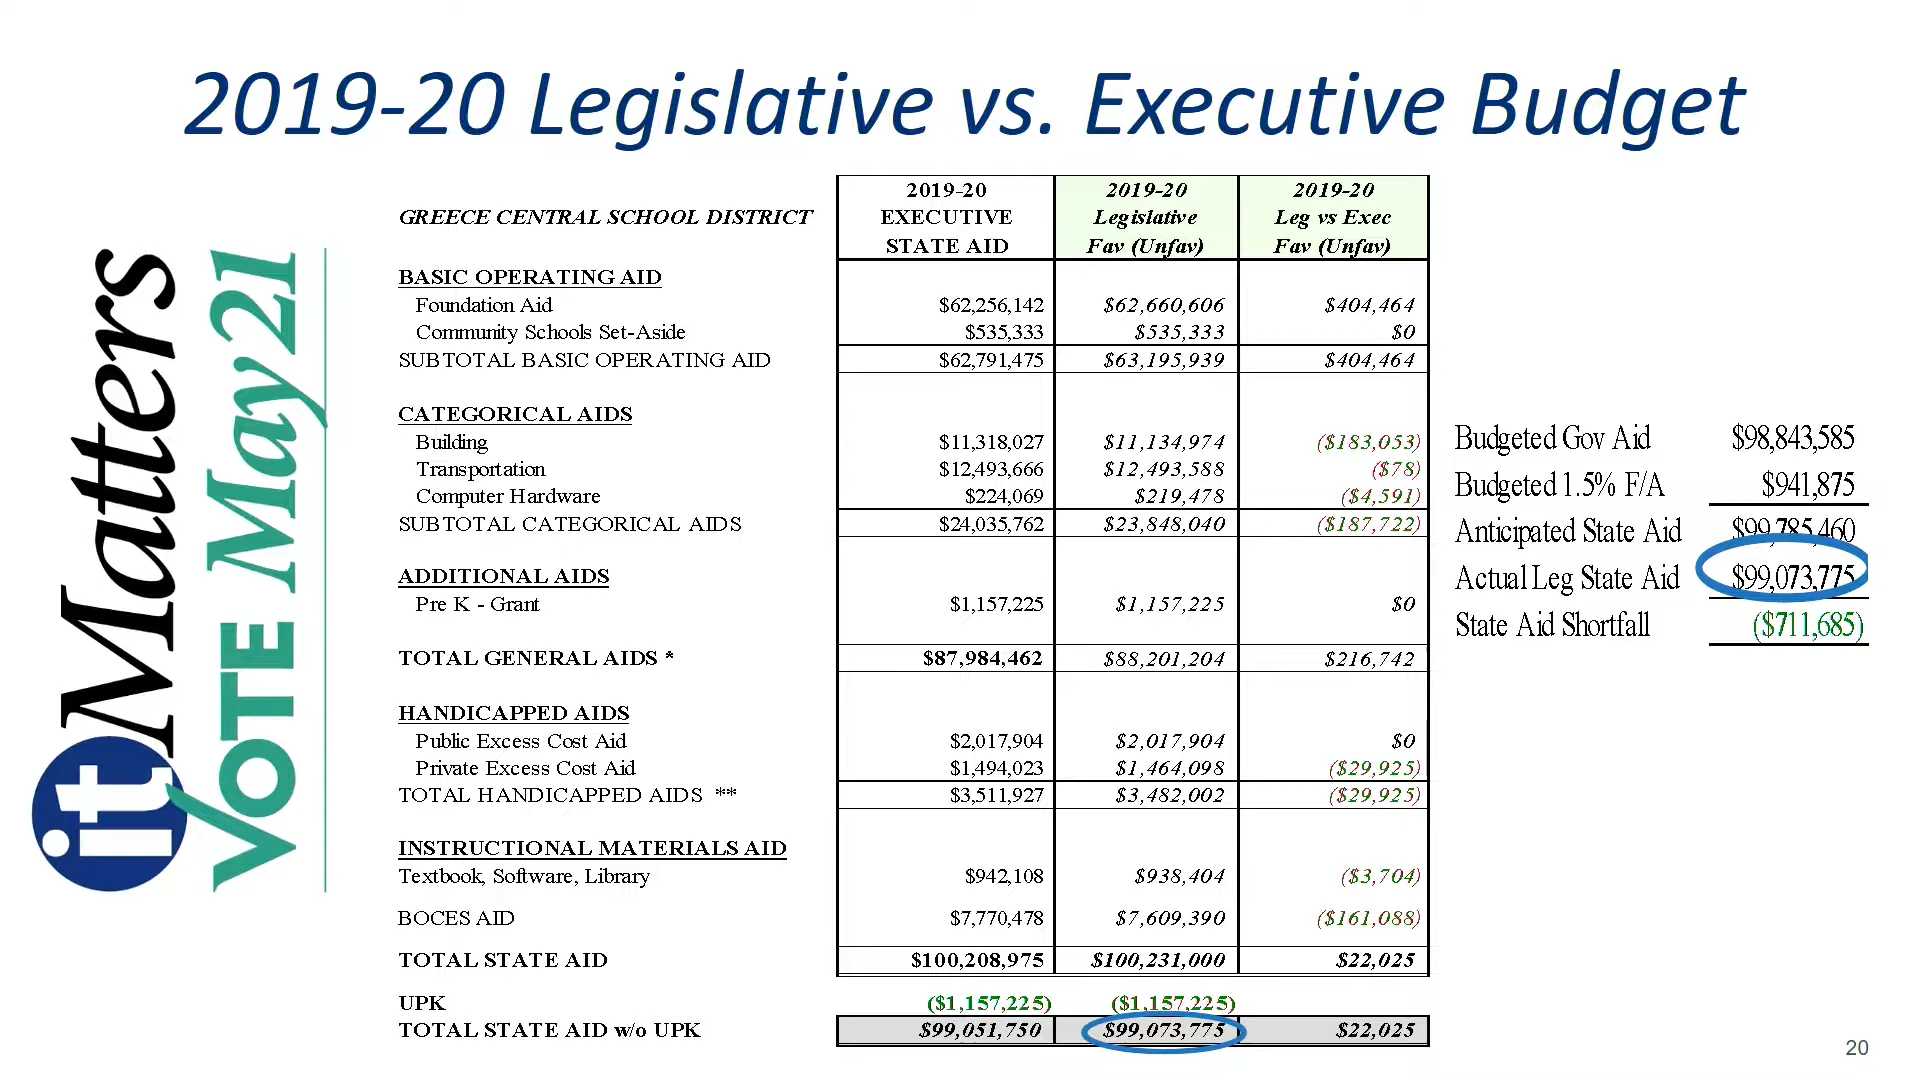 2019-20 Legislative vs. Executive Budget
it Matters
VOTE May 21
2019-20 2019-20 2019-20
GREECE CENTRAL SCHOOL DISTRICT EXECUTIVE Legislative Leg vs Exec
STATE AID Fav (Unfav) Fav (Unfav)
BASIC OPERATING AID
Foundation Aid $62,256,142 $62,660,606 $404,464
Community Schools Set-Aside $535,333 $535,333 $0
SUBTOTAL BASIC OPERATING AID $62,791,475 $63,195,939 $404,464
CATEGORICAL AIDS
Building $11,318,027 $11,134,974 ($183,053)
Transportation $12,493,666 $12,493,588 ($78)
Computer Hardware $224,069 $219,478 ($4,591)
SUBTOTAL CATEGORICAL AIDS $24,035,762 $23,848,040 ($187,722)
ADDITIONAL AIDS
Pre K - Grant $1,157,225 $1,157,225 $0
TOTAL GENERAL AIDS * $87,984,462 $88,201,204 $216,742
HANDICAPPED AIDS
Public Excess Cost Aid $2,017,904 $2,017,904 $0
Private Excess Cost Aid $1,494,023 $1,464,098 ($29,925)
TOTAL HANDICAPPED AIDS ** $3,511,927 $3,482,002 ($29,925)
INSTRUCTIONAL MATERIALS AID
Textbook, Software, Library $942,108 $938,404 ($3,704)
BOCES AID $7,770,478 $7,609,390 ($161,088)
TOTAL STATE AID $100,208,975 $100,231,000 $22,025
UPK ($1,157,225) ($1,157,225)
TOTAL STATE AID w/o UPK $99,051,750 $99,073,775 $22,025
Budgeted Gov Aid $98,843,585
Budgeted 1.5% F/A $941,875
Anticipated State Aid $99,785,460
Actual Leg State Aid $99,073,775
State Aid Shortfall ($711,685)
20